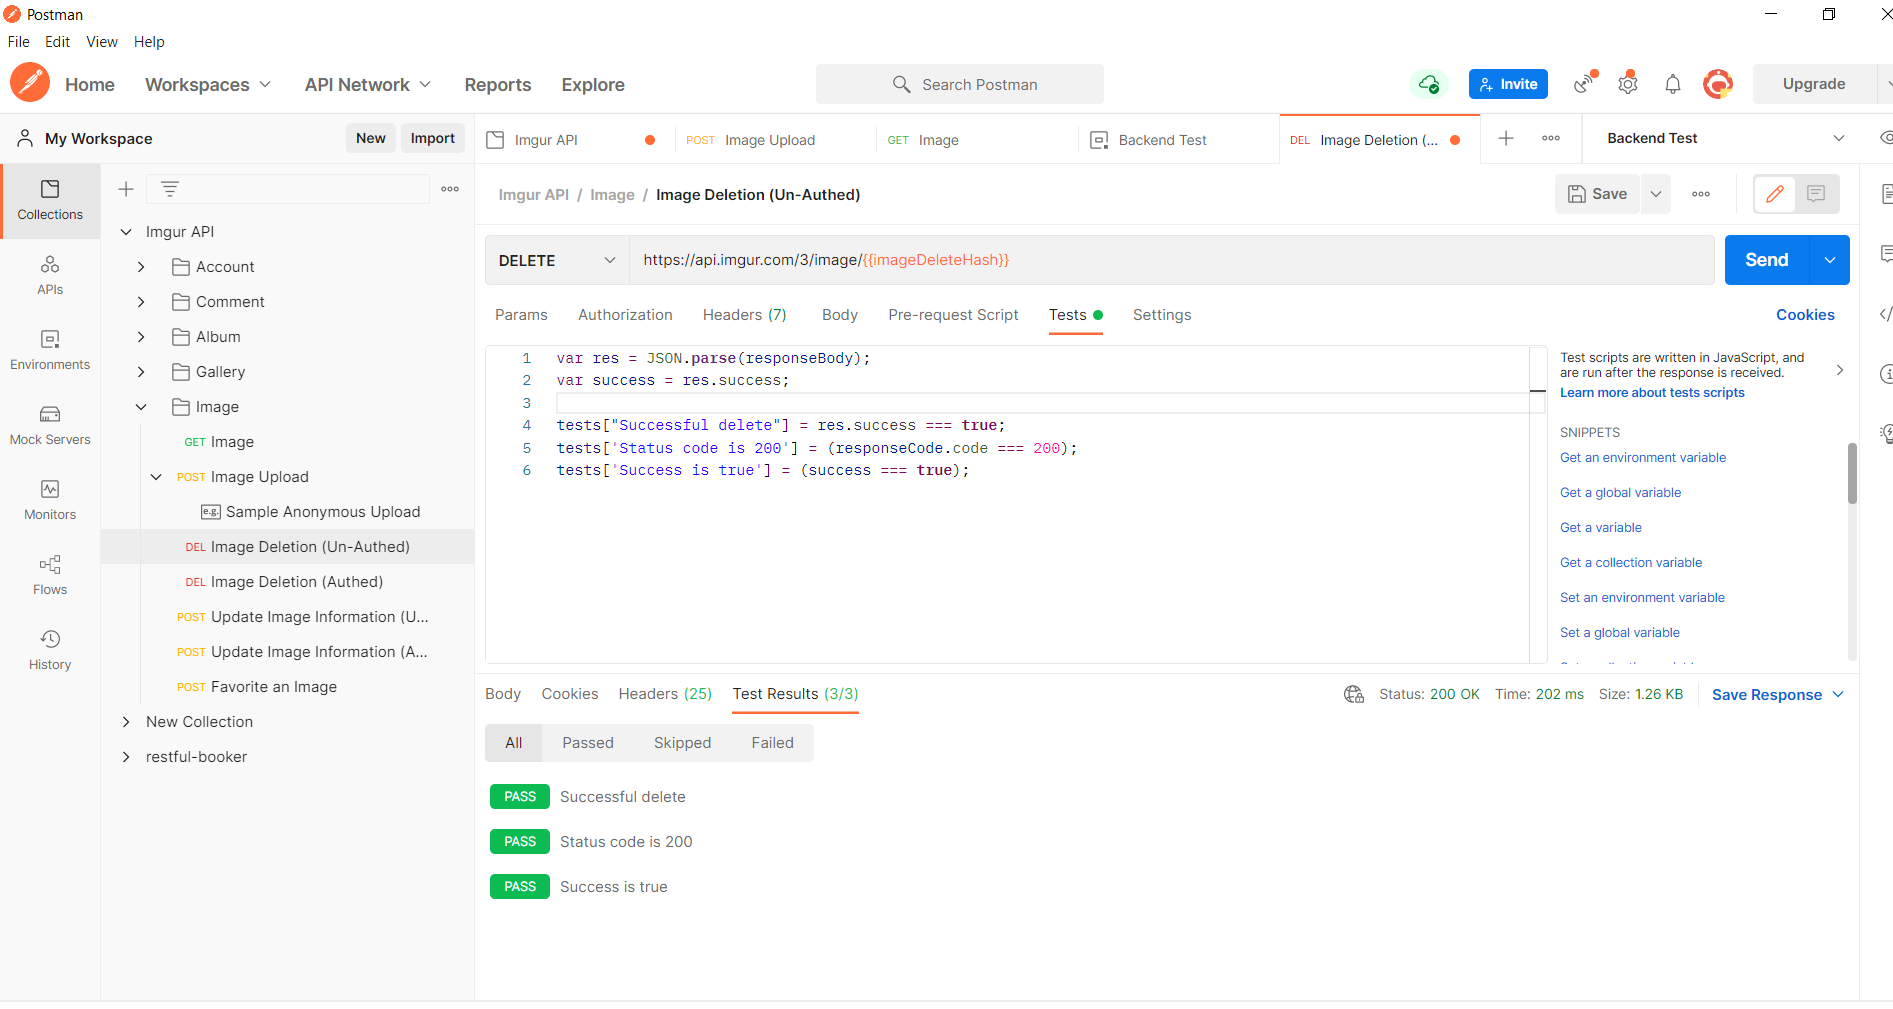 Postman
File Edit View Help
Home Workspaces API Network Reports Explore Search Postman Invite Upgrade
My Workspace New Import
Imgur API POST Image Upload GET Image Backend Test DEL Image Deletion (... Backend Test
Collections
APIs
Environments
Mock Servers
Monitors
Flows
History
Imgur API
Account
Comment
Album
Gallery
Image
GET Image
POST Image Upload
e.g. Sample Anonymous Upload
DEL Image Deletion (Un-Authed)
DEL Image Deletion (Authed)
POST Update Image Information (U...
POST Update Image Information (A...
POST Favorite an Image
New Collection
restful-booker
Imgur API / Image / Image Deletion (Un-Authed) Save
DELETE https://api.imgur.com/3/image/{{imageDeleteHash}} Send
Params Authorization Headers (7) Body Pre-request Script Tests Settings Cookies
1 var res = JSON.parse(responseBody);
2 var success = res.success;
3
4 tests["Successful delete"] = res.success === true;
5 tests['Status code is 200'] = (responseCode.code === 200);
6 tests['Success is true'] = (success === true);
Test scripts are written in JavaScript, and
are run after the response is received.
Learn more about tests scripts
SNIPPETS
Get an environment variable
Get a global variable
Get a variable
Get a collection variable
Set an environment variable
Set a global variable
Body Cookies Headers (25) Test Results (3/3) Status: 200 OK Time: 202 ms Size: 1.26 KB Save Response
All Passed Skipped Failed
PASS Successful delete
PASS Status code is 200
PASS Success is true